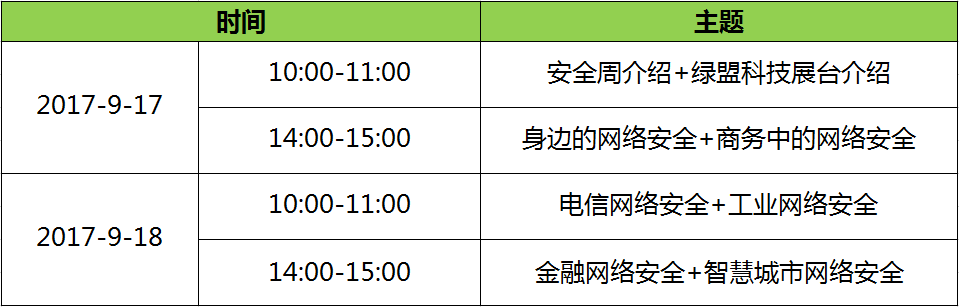 时间 主题
2017-9-17
10:00-11:00 安全周介绍+绿盟科技展台介绍
14:00-15:00 身边的网络安全+商务中的网络安全
2017-9-18
10:00-11:00 电信网络安全+工业网络安全
14:00-15:00 金融网络安全+智慧城市网络安全